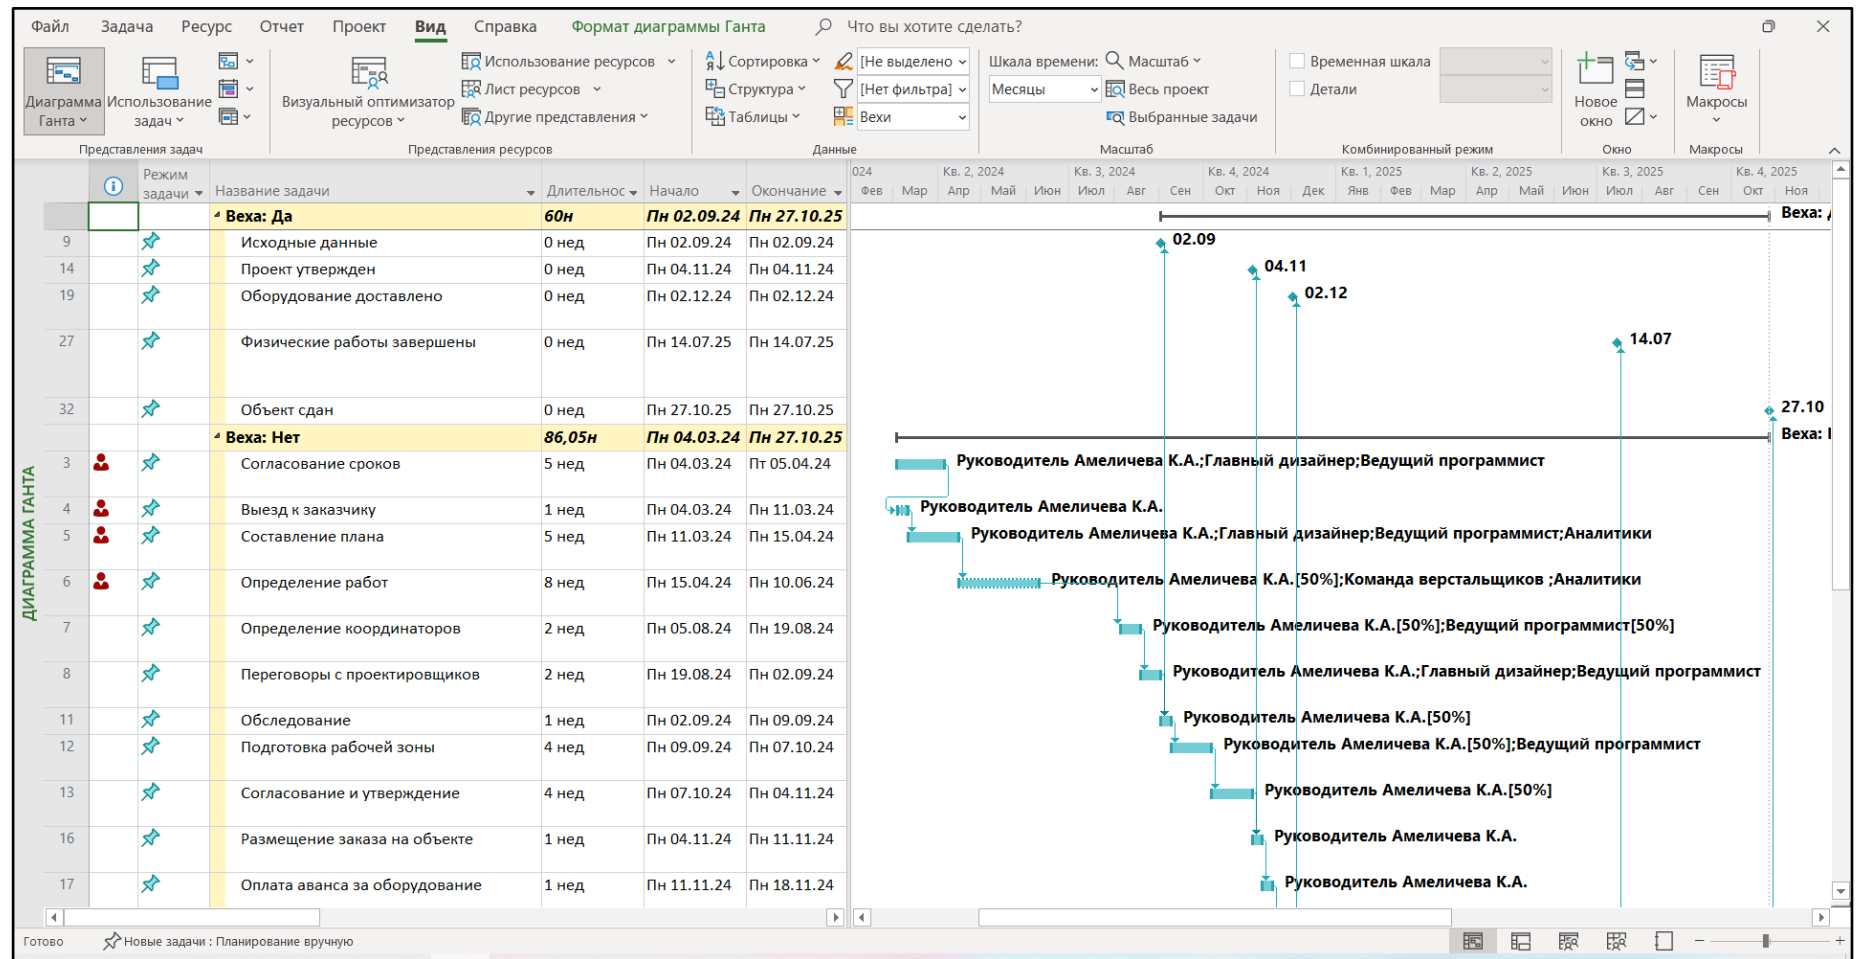 Файл Задача Ресурс Отчет Проект Вид Справка Формат диаграммы Ганта Что вы хотите сделать?
Диаграмма Ганта
Использование задач
Представления задач
Визуальный оптимизатор ресурсов
Использование ресурсов
Лист ресурсов
Другие представления
Представления ресурсов
Сортировка
Структура
Таблицы
[Не выделено
[Нет фильтра]
Вехи
Данные
Шкала времени:
Месяцы
Масштаб
Весь проект
Выбранные задачи
Масштаб
Временная шкала
Детали
Комбинированный режим
Новое окно
Окно
Макросы
Макросы
Режим задачи Название задачи Длительнос Начало Окончание
024 Кв. 2, 2024 Кв. 3, 2024 Кв. 4, 2024 Кв. 1, 2025 Кв. 2, 2025 Кв. 3, 2025 Кв. 4, 2025
Фев Мар Апр Май Июн Июл Авг Сен Окт Ноя Дек Янв Фев Мар Апр Май Июн Июл Авг Сен Окт Ноя
Веха: Да 60н Пн 02.09.24 Пн 27.10.25 Веха:
9 Исходные данные 0 нед Пн 02.09.24 Пн 02.09.24 02.09
14 Проект утвержден 0 нед Пн 04.11.24 Пн 04.11.24 04.11
19 Оборудование доставлено 0 нед Пн 02.12.24 Пн 02.12.24 02.12
27 Физические работы завершены 0 нед Пн 14.07.25 Пн 14.07.25 14.07
32 Объект сдан 0 нед Пн 27.10.25 Пн 27.10.25 27.10
Веха: Нет 86,05н Пн 04.03.24 Пн 27.10.25 Веха:
3 Согласование сроков 5 нед Пн 04.03.24 Пт 05.04.24 Руководитель Амеличева К.А.;Главный дизайнер;Ведущий программист
4 Выезд к заказчику 1 нед Пн 04.03.24 Пн 11.03.24 Руководитель Амеличева К.А.
5 Составление плана 5 нед Пн 11.03.24 Пн 15.04.24 Руководитель Амеличева К.А.;Главный дизайнер;Ведущий программист;Аналитики
6 Определение работ 8 нед Пн 15.04.24 Пн 10.06.24 Руководитель Амеличева К.А.[50%];Команда верстальщиков ;Аналитики
7 Определение координаторов 2 нед Пн 05.08.24 Пн 19.08.24 Руководитель Амеличева К.А.[50%];Ведущий программист[50%]
8 Переговоры с проектировщиков 2 нед Пн 19.08.24 Пн 02.09.24 Руководитель Амеличева К.А.;Главный дизайнер;Ведущий программист
11 Обследование 1 нед Пн 02.09.24 Пн 09.09.24 Руководитель Амеличева К.А.[50%]
12 Подготовка рабочей зоны 4 нед Пн 09.09.24 Пн 07.10.24 Руководитель Амеличева К.А.[50%];Ведущий программист
13 Согласование и утверждение 4 нед Пн 07.10.24 Пн 04.11.24 Руководитель Амеличева К.А.[50%]
16 Размещение заказа на объекте 1 нед Пн 04.11.24 Пн 11.11.24 Руководитель Амеличева К.А.
17 Оплата аванса за оборудование 1 нед Пн 11.11.24 Пн 18.11.24 Руководитель Амеличева К.А.
ДИАГРАММА ГАНТА
Готово Новые задачи : Планирование вручную